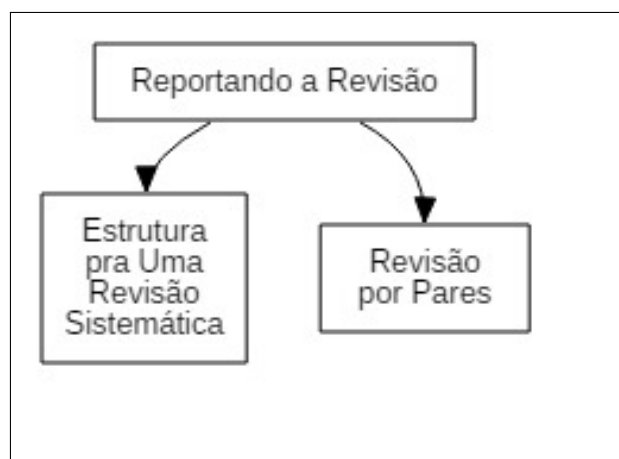 Reportando a Revisão
Estrutura
pra Uma
Revisão
Sistemática
Revisão
por Pares